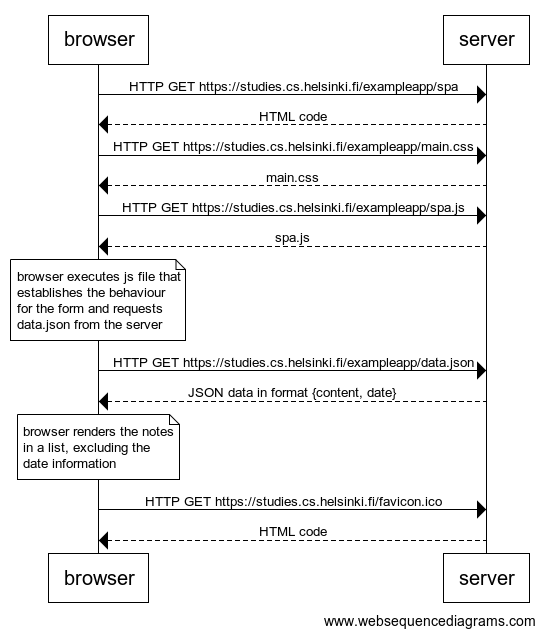 browser
server
HTTP GET https://studies.cs.helsinki.fi/exampleapp/spa
HTML code
HTTP GET https://studies.cs.helsinki.fi/exampleapp/main.css
main.css
HTTP GET https://studies.cs.helsinki.fi/exampleapp/spa.js
spa.js
browser executes js file that
establishes the behaviour
for the form and requests
data.json from the server
HTTP GET https://studies.cs.helsinki.fi/exampleapp/data.json
JSON data in format {content, date}
browser renders the notes
in a list, excluding the
date information
HTTP GET https://studies.cs.helsinki.fi/favicon.ico
HTML code
browser
server
www.websequencediagrams.com